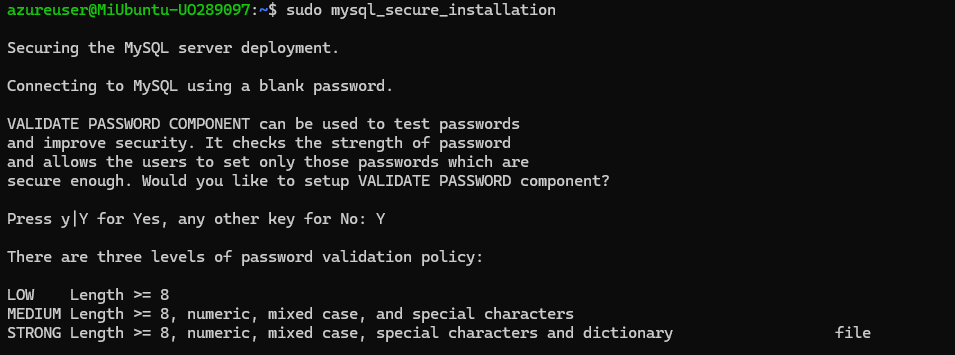 azureuser@MiUbuntu-UO289097:~$ sudo mysql_secure_installation
Securing the MySQL server deployment.
Connecting to MySQL using a blank password.
VALIDATE PASSWORD COMPONENT can be used to test passwords
and improve security. It checks the strength of password
and allows the users to set only those passwords which are
secure enough. Would you like to setup VALIDATE PASSWORD component?
Press y|Y for Yes, any other key for No: Y
There are three levels of password validation policy:
LOW    Length >= 8
MEDIUM Length >= 8, numeric, mixed case, and special characters
STRONG Length >= 8, numeric, mixed case, special characters and dictionary                  file